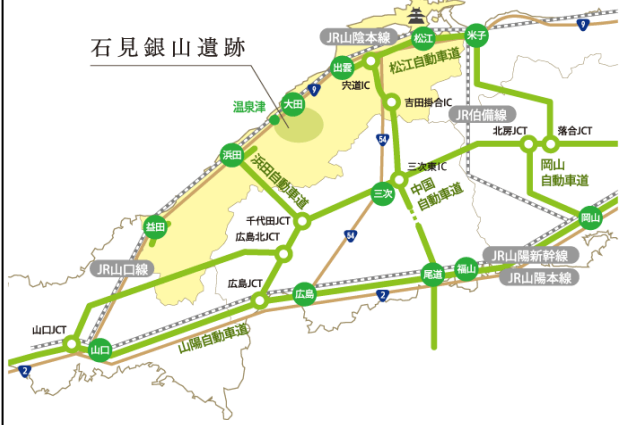 JR山陰本線
松江
米子
9
石見銀山遺跡
出雲
松江自動車道
宍道IC
9
温泉津
大田
吉田掛合IC
JR伯備線
北房JCT
落合JCT
54
浜田
浜田自動車道
三次東IC
岡山
自動車道
中国
自動車道
三次
益田
千代田JCT
岡山
54
広島北JCT
JR山口線
JR山陽新幹線
尾道
福山
JR山陽本線
広島JCT
広島
2
山口JCT
山陽自動車道
山口
2